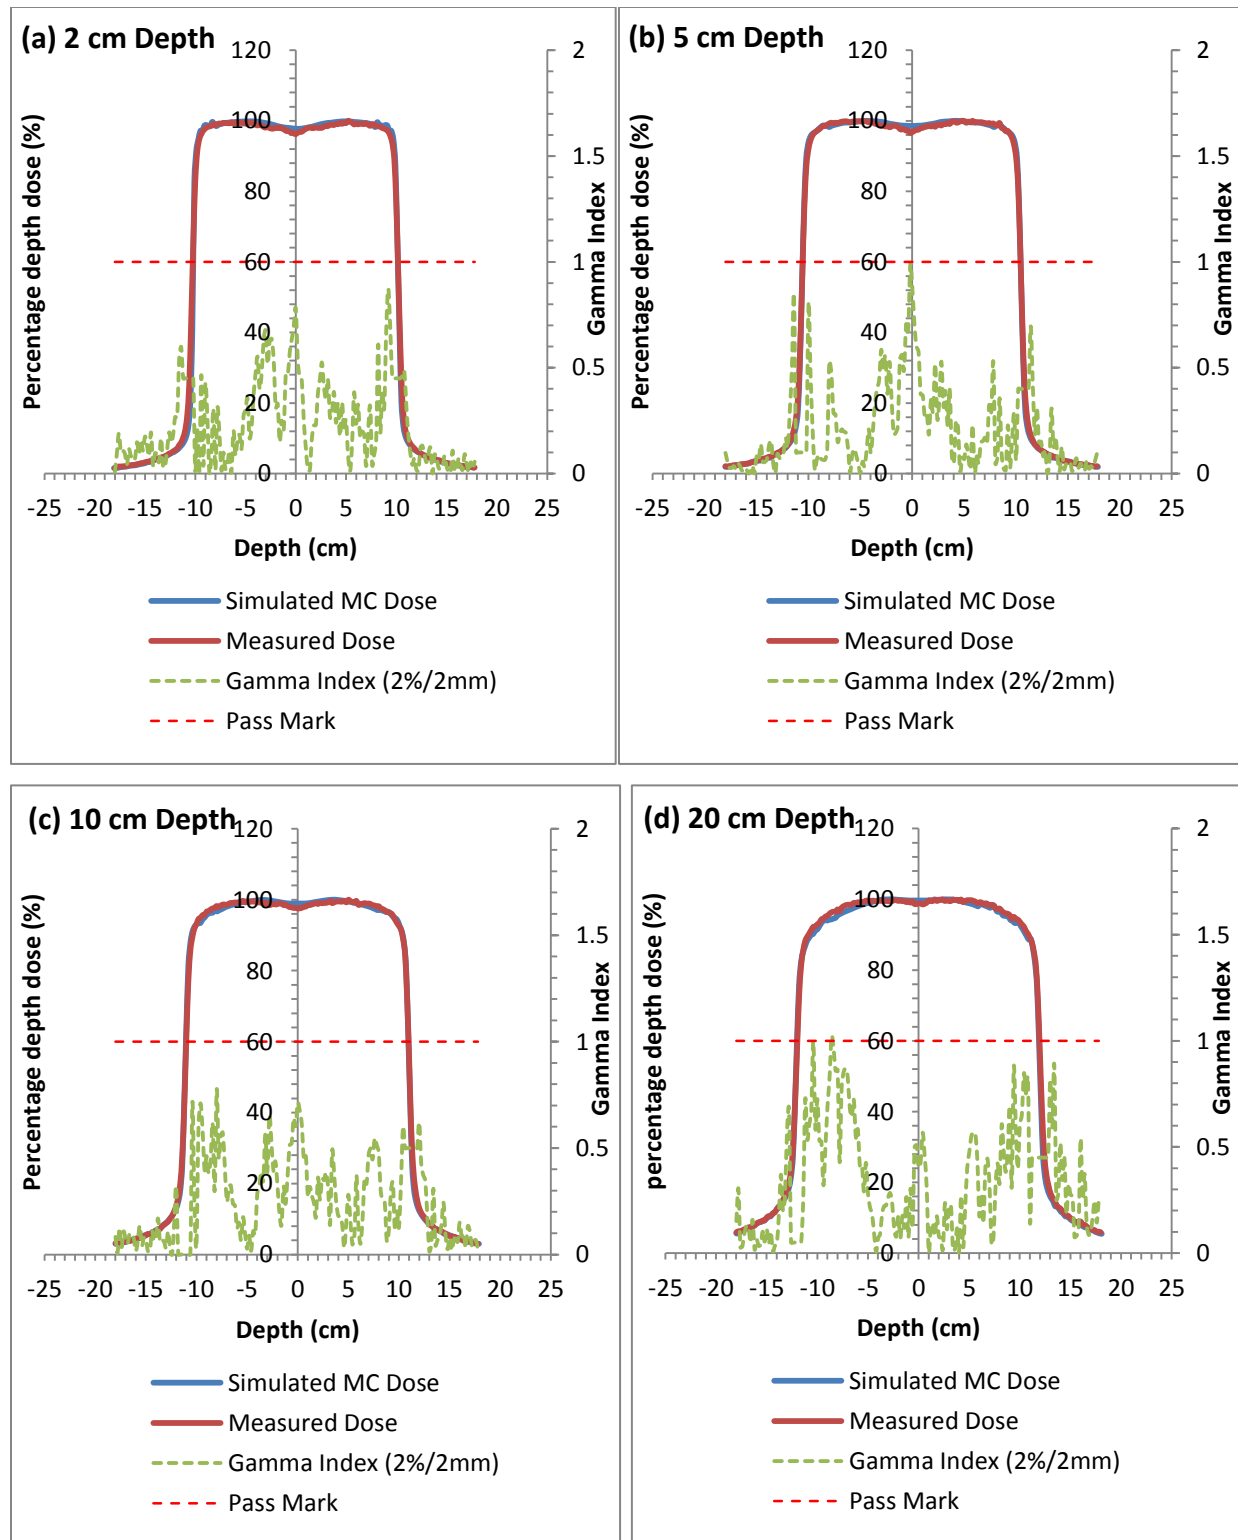 (a) 2 cm Depth
120
100
80
60
40
20
0
2
1.5
1
0.5
0
-25 -20 -15 -10 -5 0 5 10 15 20 25
Percentage depth dose (%)
Gamma Index
Depth (cm)
Simulated MC Dose
Measured Dose
Gamma Index (2%/2mm)
Pass Mark
(b) 5 cm Depth
120
100
80
60
40
20
0
2
1.5
1
0.5
0
-25 -20 -15 -10 -5 0 5 10 15 20 25
Percentage depth dose (%)
Gamma Index
Depth (cm)
Simulated MC Dose
Measured Dose
Gamma Index (2%/2mm)
Pass Mark
(c) 10 cm Depth
120
100
80
60
40
20
0
2
1.5
1
0.5
0
-25 -20 -15 -10 -5 0 5 10 15 20 25
Percentage depth dose (%)
Gamma Index
Depth (cm)
Simulated MC Dose
Measured Dose
Gamma Index (2%/2mm)
Pass Mark
(d) 20 cm Depth
120
100
80
60
40
20
0
2
1.5
1
0.5
0
-25 -20 -15 -10 -5 0 5 10 15 20 25
percentage depth dose (%)
Gamma Index
Depth (cm)
Simulated MC Dose
Measured Dose
Gamma Index (2%/2mm)
Pass Mark